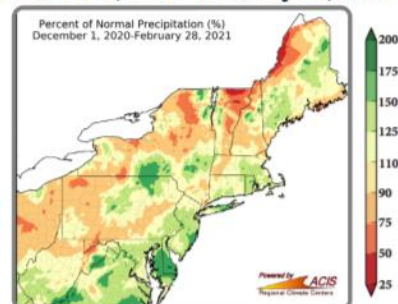 Percent of Normal Precipitation (%)
December 1, 2020-February 28, 2021
200
175
150
125
110
90
75
50
25
Powered by ACIS
Regional Climate Centers